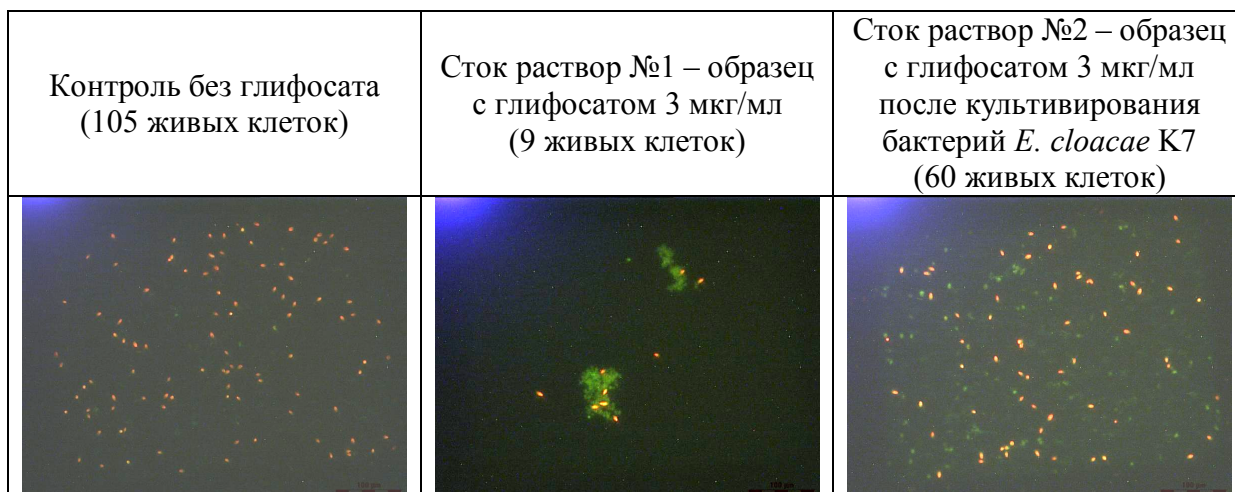 Контроль без глифосата
(105 живых клеток)
Сток раствор №1 – образец
с глифосатом 3 мкг/мл
(9 живых клеток)
Сток раствор №2 – образец
с глифосатом 3 мкг/мл
после культивирования
бактерий E. cloacae K7
(60 живых клеток)